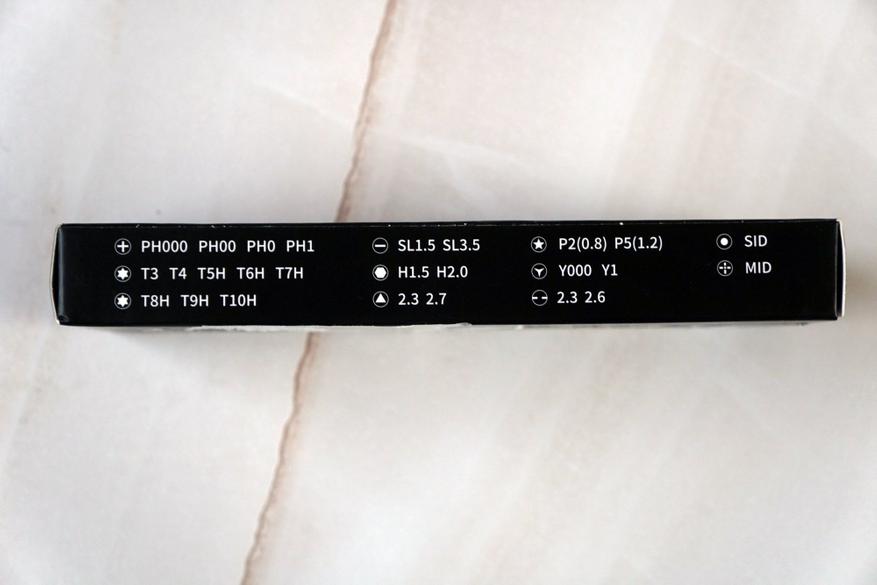 PH000 PH00 PH0 PH1
T3 T4 T5H T6H T7H
T8H T9H T10H
SL1.5 SL3.5
H1.5 H2.0
2.3 2.7
P2(0.8) P5(1.2)
Y000 Y1
2.3 2.6
SID
MID